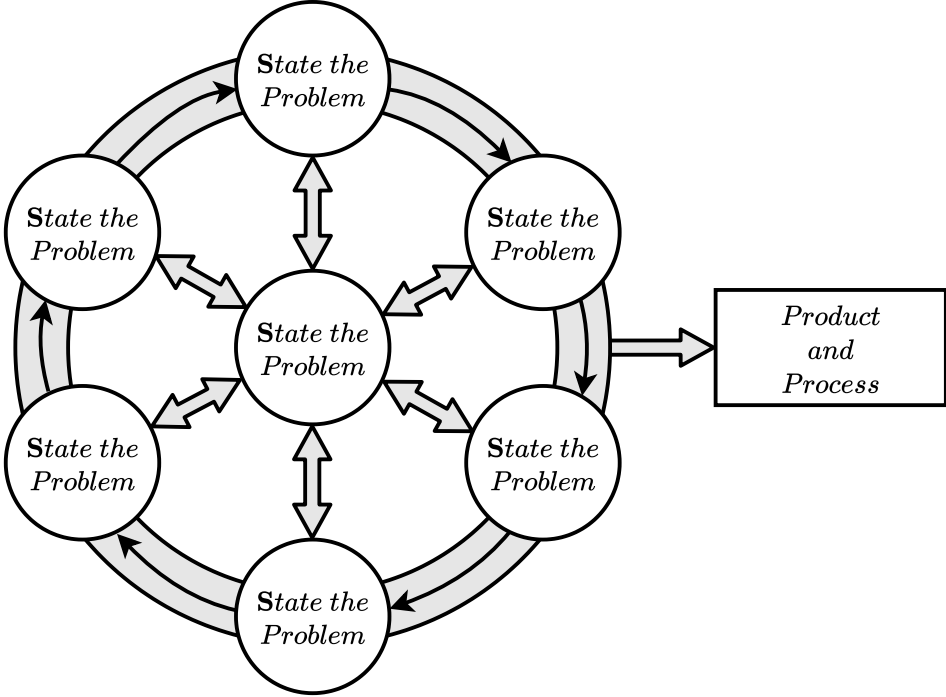 State the
Problem
State the
Problem
State the
Problem
State the
Problem
Product
and
Process
State the
Problem
State the
Problem
State the
Problem